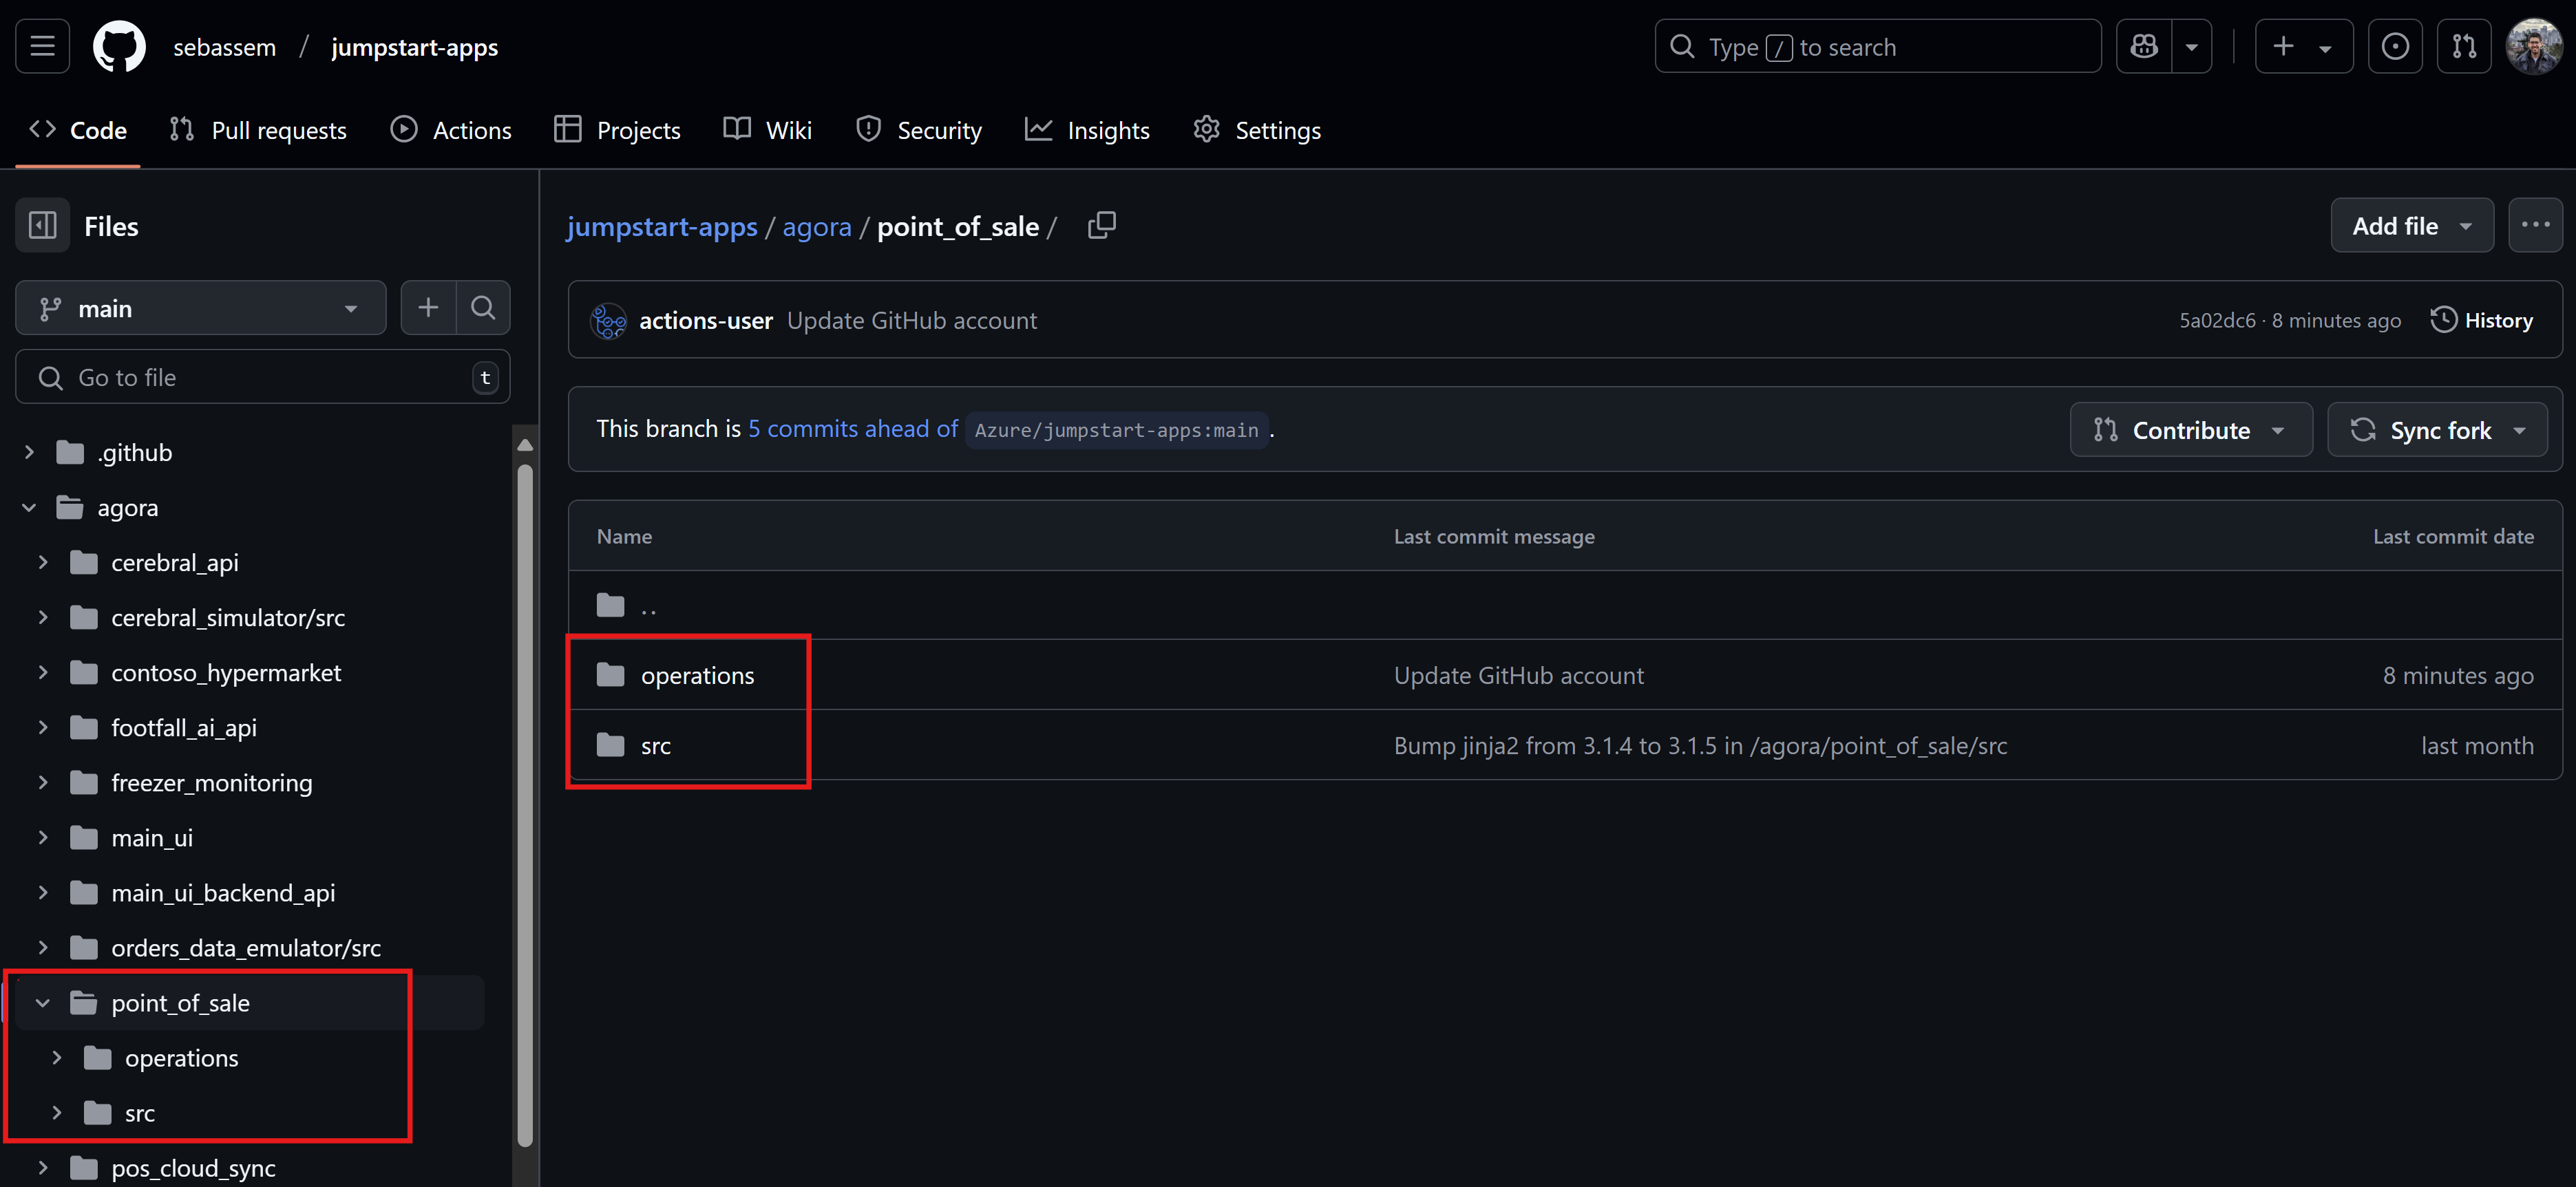 sebassem / jumpstart-apps
Type / to search
Code Pull requests Actions Projects Wiki Security Insights Settings
Files
main
Go to file t
.github
agora
cerebral_api
cerebral_simulator/src
contoso_hypermarket
footfall_ai_api
freezer_monitoring
main_ui
main_ui_backend_api
orders_data_emulator/src
point_of_sale
operations
src
pos_cloud_sync
jumpstart-apps / agora / point_of_sale /
Add file
actions-user Update GitHub account 5a02dc6 · 8 minutes ago History
This branch is 5 commits ahead of Azure/jumpstart-apps:main . Contribute Sync fork
Name Last commit message Last commit date
..
operations Update GitHub account 8 minutes ago
src Bump jinja2 from 3.1.4 to 3.1.5 in /agora/point_of_sale/src last month